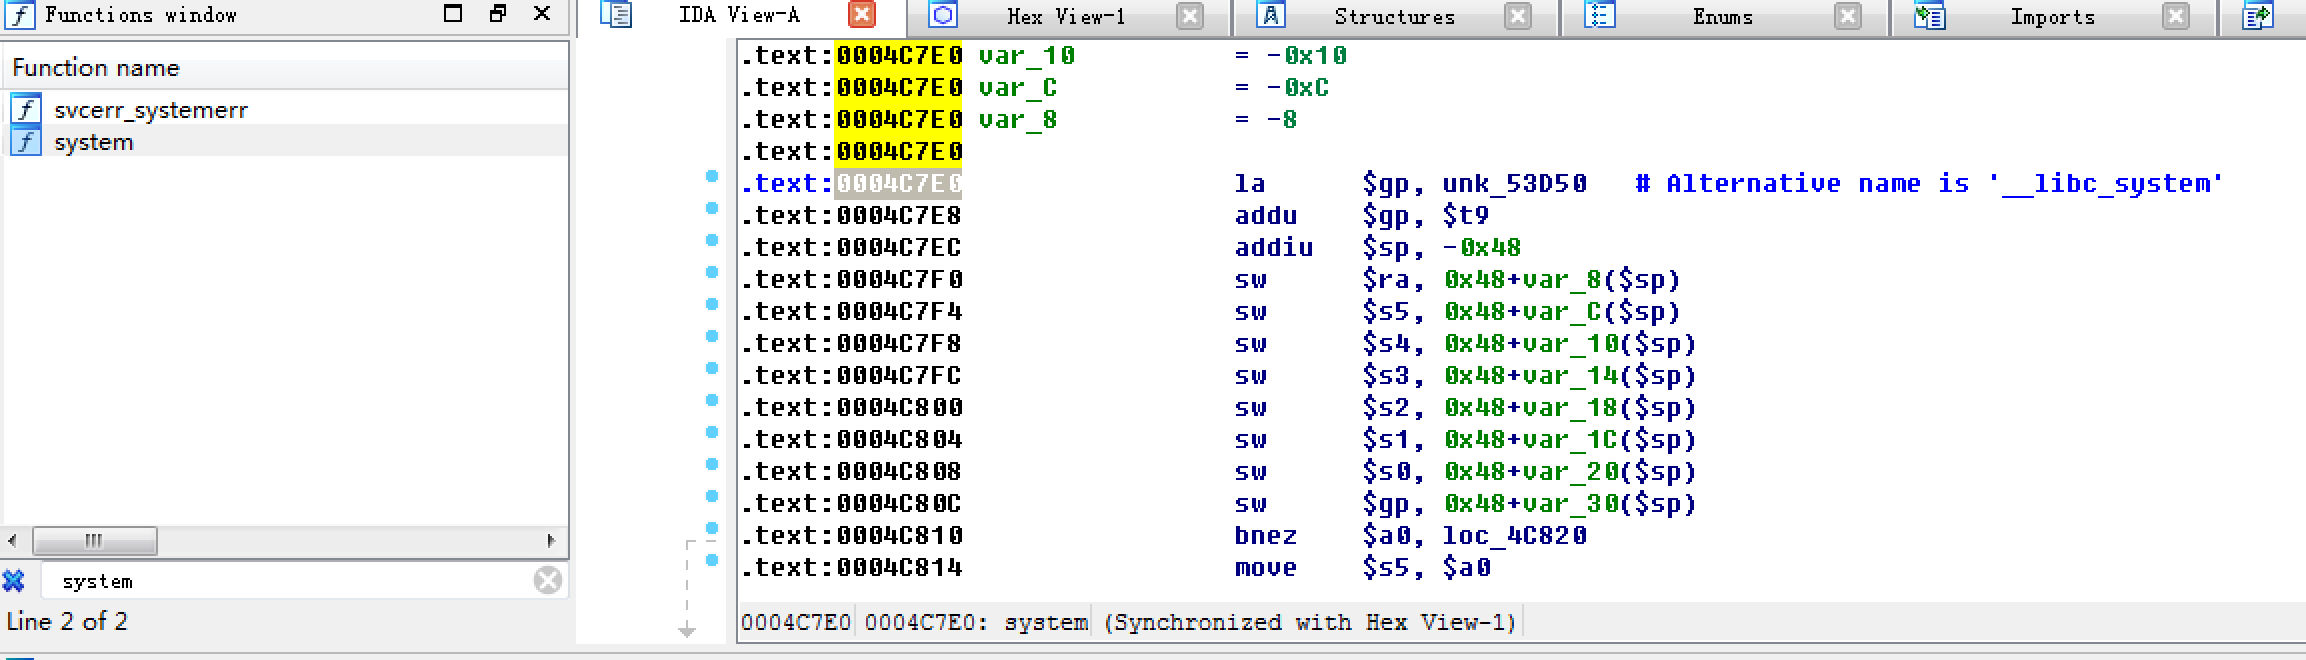 Functions window
IDA View-A
Hex View-1
Structures
Enums
Imports
Function name
svcerr_systemerr
system
.text:0004C7E0 var_10 = -0x10
.text:0004C7E0 var_C = -0xC
.text:0004C7E0 var_8 = -8
.text:0004C7E0
.text:0004C7E0 la $gp, unk_53D50 # Alternative name is '__libc_system'
.text:0004C7E8 addu $gp, $t9
.text:0004C7EC addiu $sp, -0x48
.text:0004C7F0 sw $ra, 0x48+var_8($sp)
.text:0004C7F4 sw $s5, 0x48+var_C($sp)
.text:0004C7F8 sw $s4, 0x48+var_10($sp)
.text:0004C7FC sw $s3, 0x48+var_14($sp)
.text:0004C800 sw $s2, 0x48+var_18($sp)
.text:0004C804 sw $s1, 0x48+var_1C($sp)
.text:0004C808 sw $s0, 0x48+var_20($sp)
.text:0004C80C sw $gp, 0x48+var_30($sp)
.text:0004C810 bnez $a0, loc_4C820
.text:0004C814 move $s5, $a0
system
Line 2 of 2
0004C7E0 0004C7E0: system (Synchronized with Hex View-1)